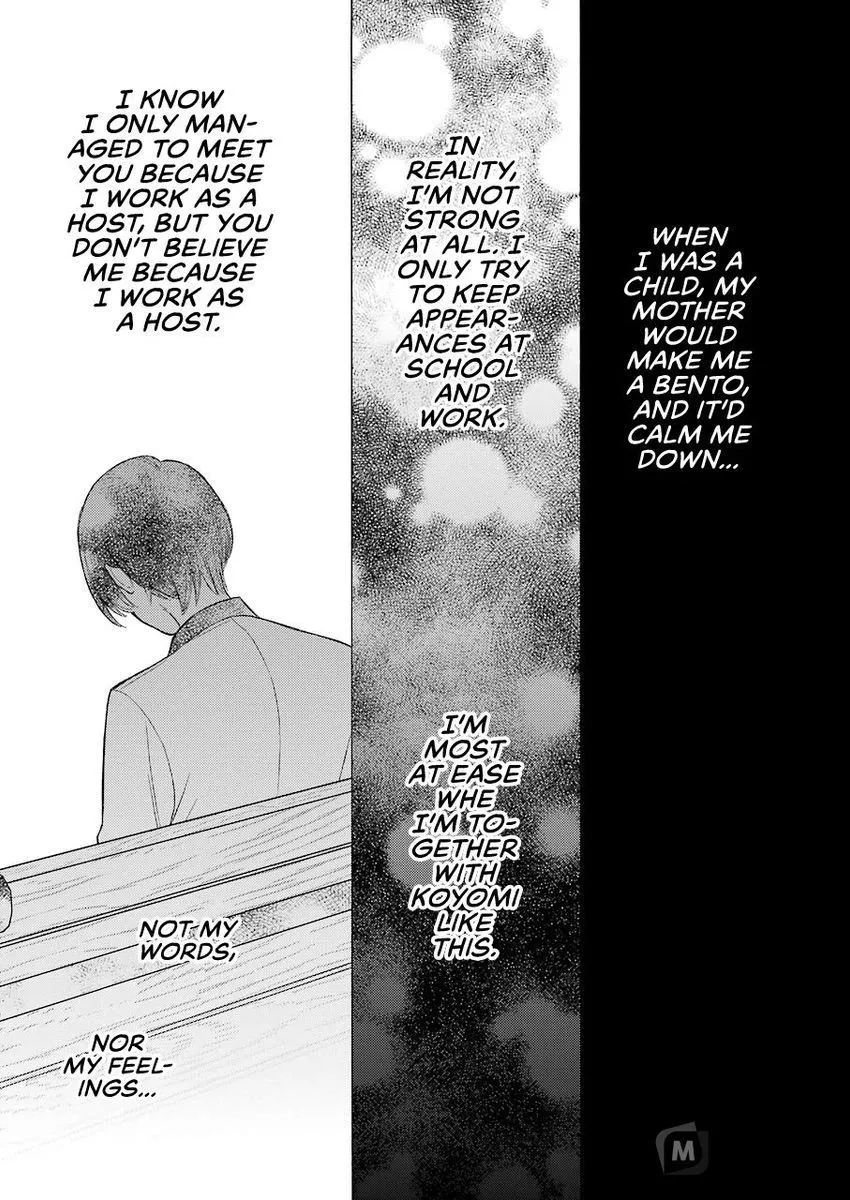 WHEN
I WAS A
CHILD, MY
MOTHER
WOULD
MAKE ME
A BENTO,
AND IT'D
CALM ME
DOWN...
IN
REALITY,
I'M NOT
STRONG
AT ALL. I
ONLY TRY
TO KEEP
APPEAR-
ANCES AT
SCHOOL
AND
WORK.
I'M
MOST
AT EASE
WHE
I'M TO-
GETHER
WITH
KOYOMI
LIKE
THIS.
I KNOW
I ONLY MAN-
AGED TO MEET
YOU BECAUSE
I WORK AS A
HOST, BUT YOU
DON'T BELIEVE
ME BECAUSE
I WORK AS
A HOST.
NOT MY
WORDS,
NOR
MY FEEL-
INGS...
M